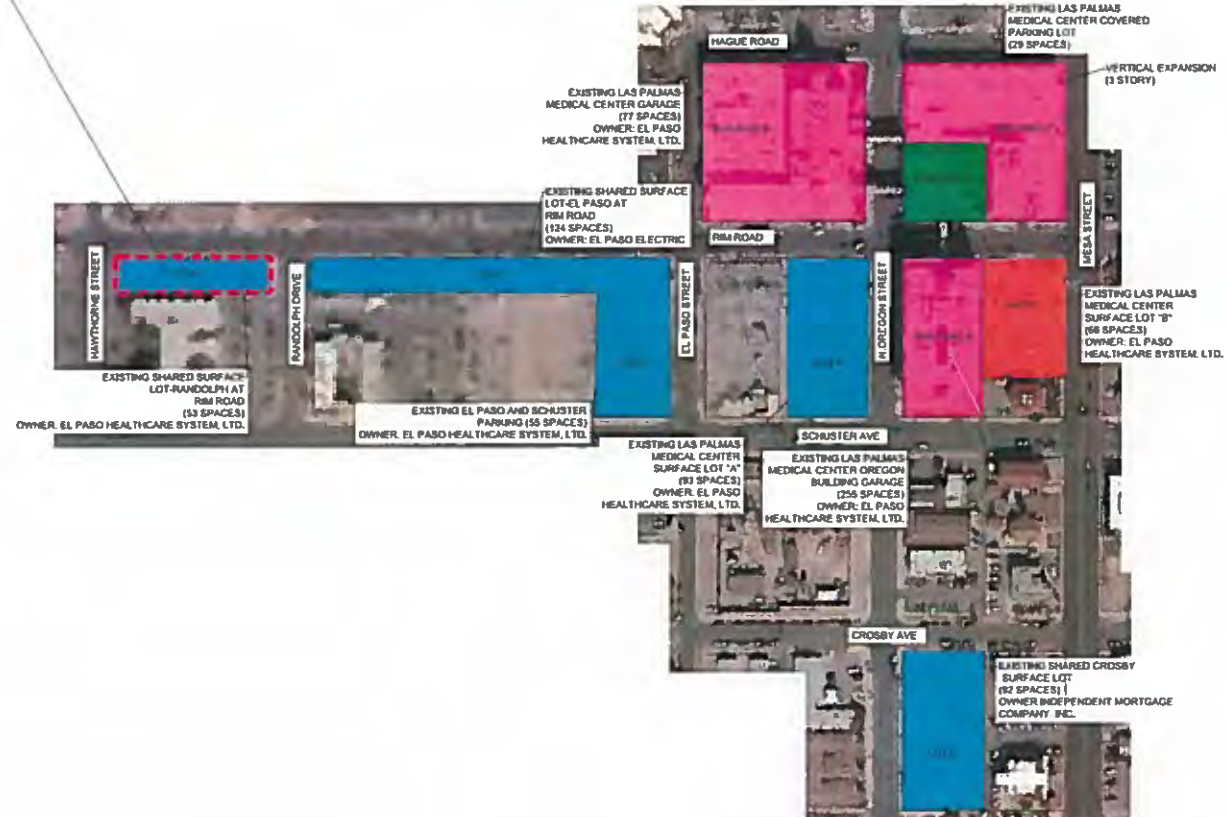 EXISTING LAS PALMAS
MEDICAL CENTER COVERED
PARKING LOT
(29 SPACES)
HAGUE ROAD
VERTICAL EXPANSION
(3 STORY)
EXISTING LAS PALMAS
MEDICAL CENTER GARAGE
(77 SPACES)
OWNER: EL PASO
HEALTHCARE SYSTEM, LTD.
EXISTING SHARED SURFACE
LOT-EL PASO AT
RIM ROAD
(124 SPACES)
OWNER: EL PASO ELECTRIC
RIM ROAD
MESA STREET
HAWTHORNE STREET
RANDOLPH DRIVE
EL PASO STREET
N.OREGON STREET
EXISTING LAS PALMAS
MEDICAL CENTER
SURFACE LOT "B"
(66 SPACES)
OWNER: EL PASO
HEALTHCARE SYSTEM, LTD.
EXISTING SHARED SURFACE
LOT-RANDOLPH AT
RIM ROAD
(53 SPACES)
OWNER: EL PASO HEALTHCARE SYSTEM, LTD.
EXISTING EL PASO AND SCHUSTER
PARKING (55 SPACES)
OWNER: EL PASO HEALTHCARE SYSTEM, LTD.
SCHUSTER AVE
EXISTING LAS PALMAS
MEDICAL CENTER
SURFACE LOT "A"
(93 SPACES)
OWNER: EL PASO
HEALTHCARE SYSTEM, LTD.
EXISTING LAS PALMAS
MEDICAL CENTER OREGON
BUILDING GARAGE
(255 SPACES)
OWNER: EL PASO
HEALTHCARE SYSTEM, LTD.
CROSBY AVE
EXISTING SHARED CROSBY
SURFACE LOT
(92 SPACES)
OWNER INDEPENDENT MORTGAGE
COMPANY INC.